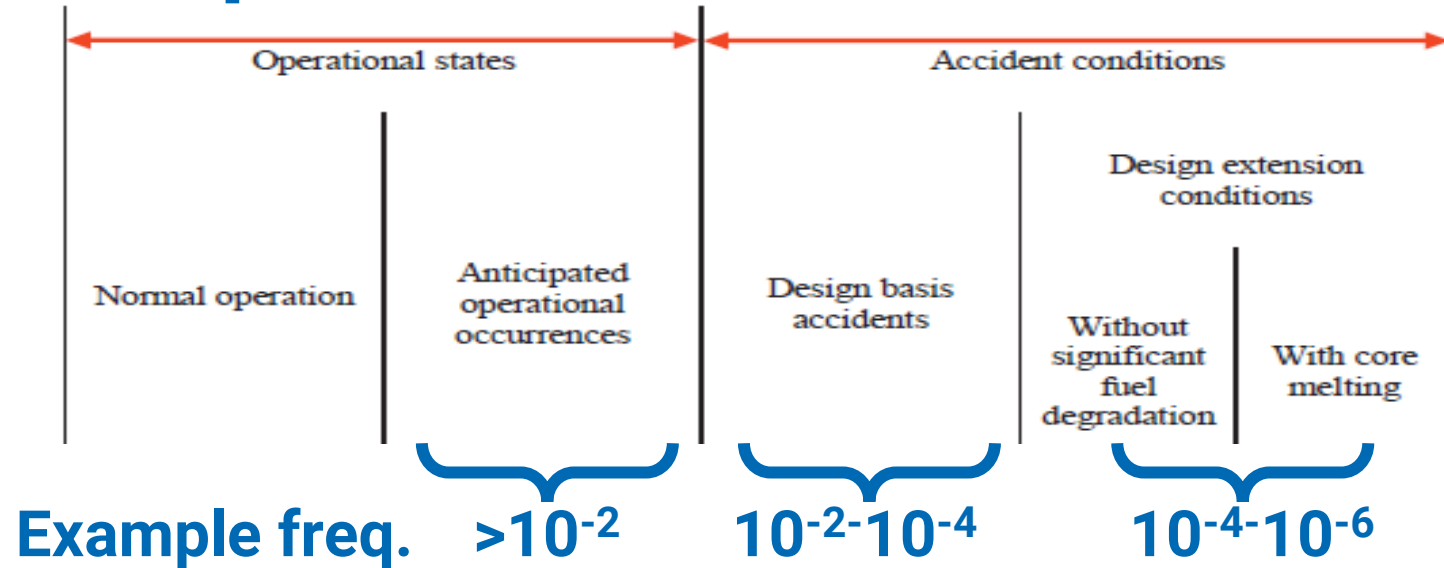 Operational states
Accident conditions
Design extension
conditions
Normal operation
Anticipated
operational
occurrences
Design basis
accidents
Without
significant
fuel
degradation
With core
melting
Example freq.
>10⁻²
10⁻²⁻10⁻⁴
10⁻⁴⁻10⁻⁶